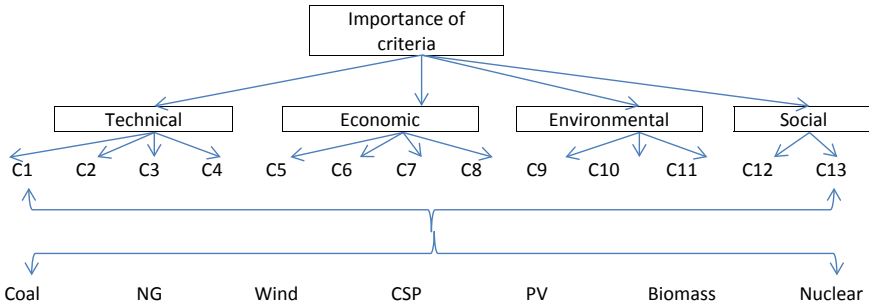 Importance of
criteria
Technical Economic Environmental Social
C1 C2 C3 C4 C5 C6 C7 C8 C9 C10 C11 C12 C13
Coal NG Wind CSP PV Biomass Nuclear